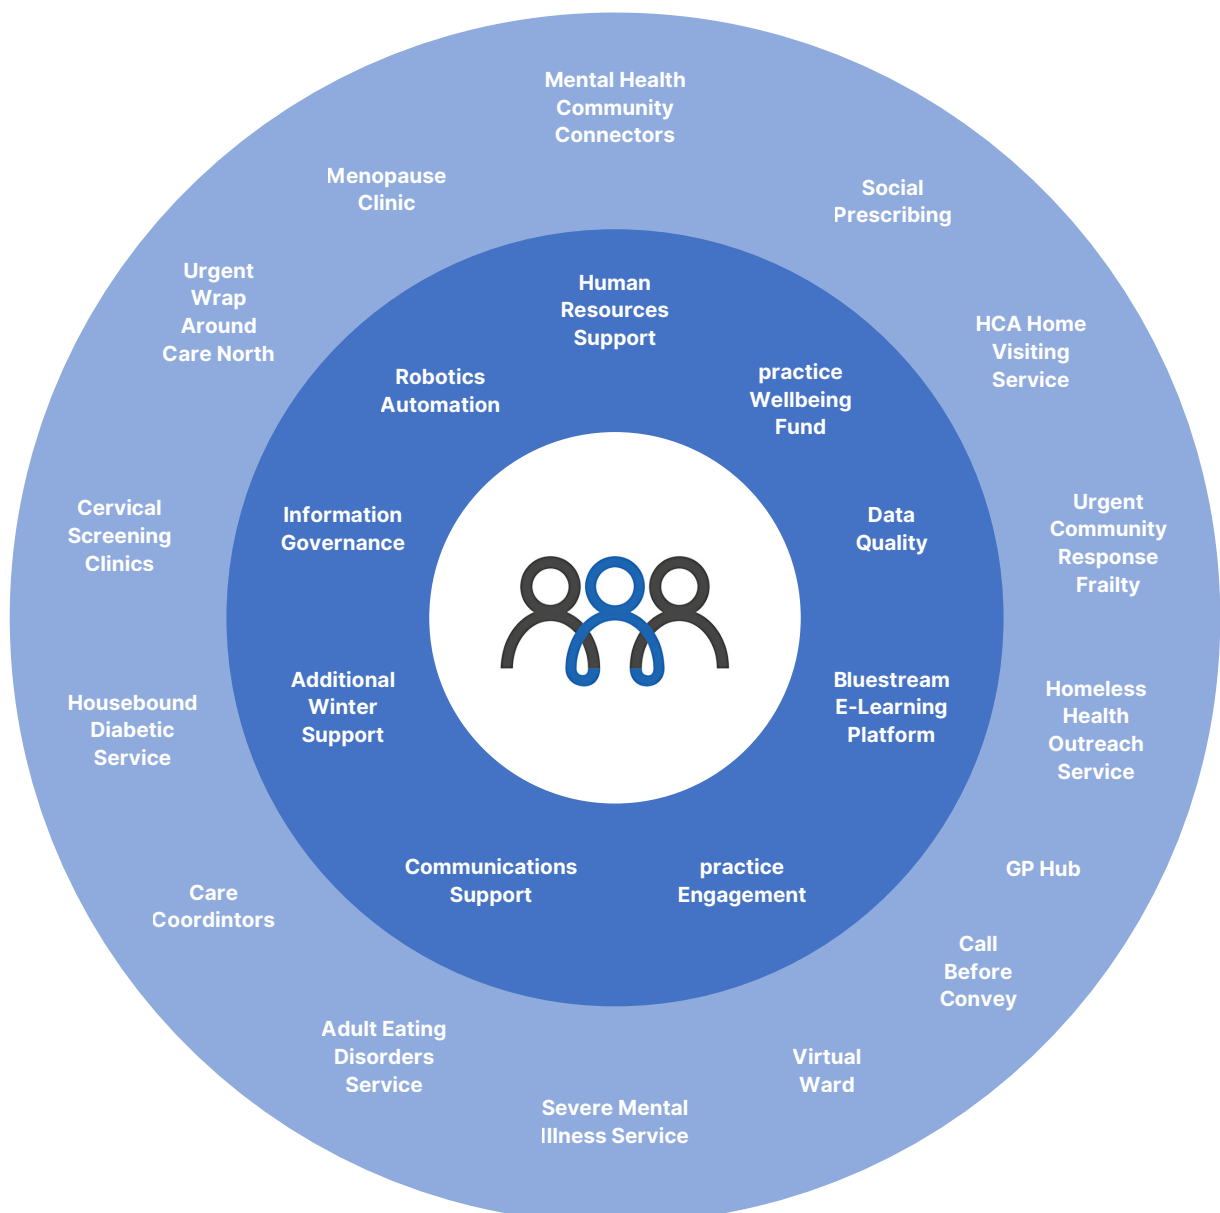 Mental Health
Community
Connectors
Social
Prescribing
HCA Home
Visiting
Service
Urgent
Community
Response
Frailty
Homeless
Health
Outreach
Service
GP Hub
Call
Before
Convey
Virtual
Ward
Severe Mental
Illness Service
Adult Eating
Disorders
Service
Care
Coordintors
Housebound
Diabetic
Service
Cervical
Screening
Clinics
Urgent
Wrap
Around
Care North
Menopause
Clinic
Human
Resources
Support
practice
Wellbeing
Fund
Data
Quality
Bluestream
E-Learning
Platform
practice
Engagement
Communications
Support
Additional
Winter
Support
Information
Governance
Robotics
Automation